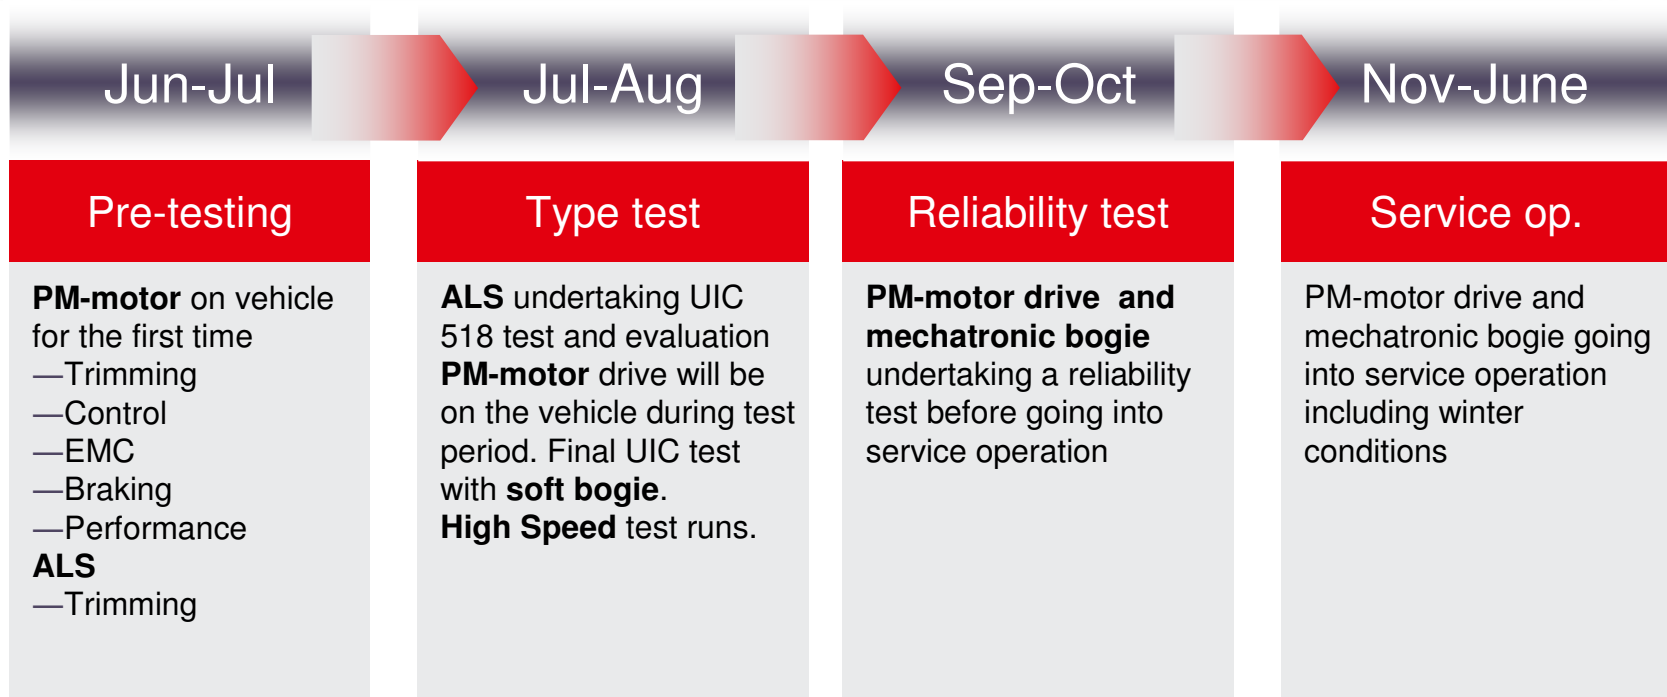 Jun-Jul
Jul-Aug
Sep-Oct
Nov-June
Pre-testing
PM-motor on vehicle
for the first time
—Trimming
—Control
—EMC
—Braking
—Performance
ALS
—Trimming
Type test
ALS undertaking UIC
518 test and evaluation
PM-motor drive will be
on the vehicle during test
period. Final UIC test
with soft bogie.
High Speed test runs.
Reliability test
PM-motor drive and
mechatronic bogie
undertaking a reliability
test before going into
service operation
Service op.
PM-motor drive and
mechatronic bogie going
into service operation
including winter
conditions